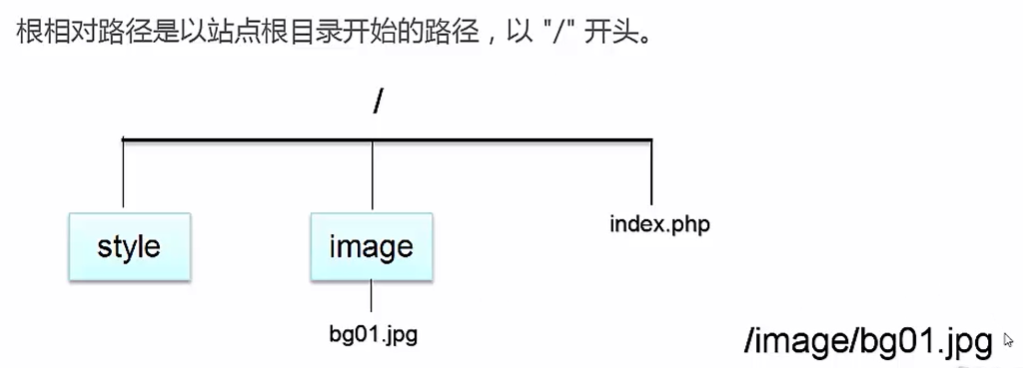 根相对路径是以站点根目录开始的路径，以 "/" 开头。
/
style
image
index.php
bg01.jpg
/image/bg01.jpg